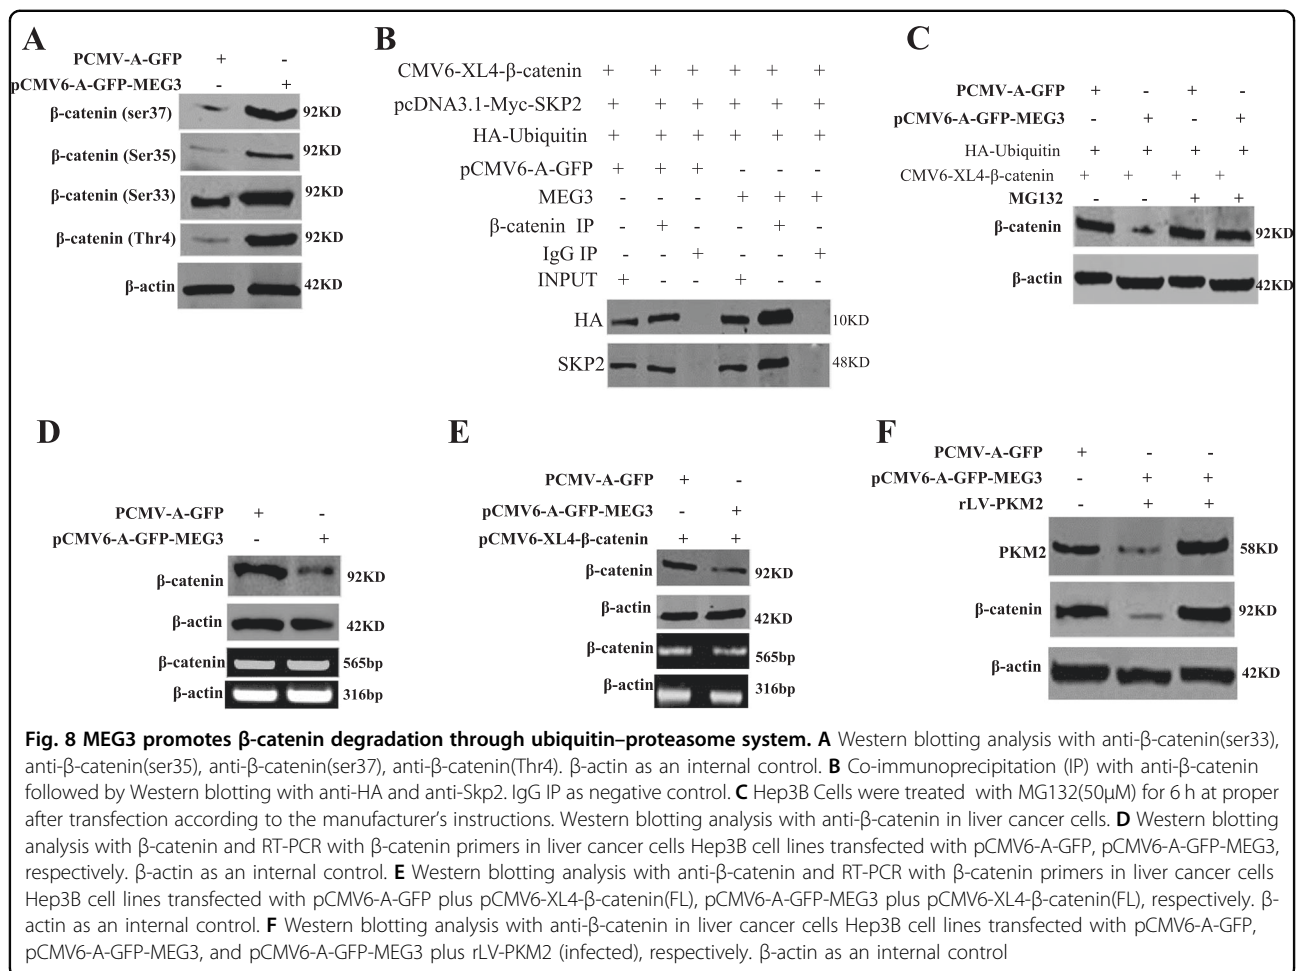 A
PCMV-A-GFP + -
pCMV6-A-GFP-MEG3 - +
β-catenin (ser37) 92KD
β-catenin (Ser35) 92KD
β-catenin (Ser33) 92KD
β-catenin (Thr4) 92KD
β-actin 42KD
B
CMV6-XL4-β-catenin + + + + + +
pcDNA3.1-Myc-SKP2 + + + + + +
HA-Ubiquitin + + + + + +
pCMV6-A-GFP + + + - - -
MEG3 - - - + + +
β-catenin IP - + - - + -
IgG IP - - + - - +
INPUT + - - + - -
HA 10KD
SKP2 48KD
C
PCMV-A-GFP + - + -
pCMV6-A-GFP-MEG3 - + - +
HA-Ubiquitin + + + +
CMV6-XL4-β-catenin + + + +
MG132 - - + +
β-catenin 92KD
β-actin 42KD
D
PCMV-A-GFP + -
pCMV6-A-GFP-MEG3 - +
β-catenin 92KD
β-actin 42KD
β-catenin 565bp
β-actin 316bp
E
PCMV-A-GFP + -
pCMV6-A-GFP-MEG3 - +
pCMV6-XL4-β-catenin + +
β-catenin 92KD
β-actin 42KD
β-catenin 565bp
β-actin 316bp
F
PCMV-A-GFP + - -
pCMV6-A-GFP-MEG3 - + +
rLV-PKM2 - + +
PKM2 58KD
β-catenin 92KD
β-actin 42KD
Fig. 8 MEG3 promotes β-catenin degradation through ubiquitin–proteasome system. A Western blotting analysis with anti-β-catenin(ser33),
anti-β-catenin(ser35), anti-β-catenin(ser37), anti-β-catenin(Thr4). β-actin as an internal control. B Co-immunoprecipitation (IP) with anti-β-catenin
followed by Western blotting with anti-HA and anti-Skp2. IgG IP as negative control. C Hep3B Cells were treated with MG132(50μM) for 6 h at proper
after transfection according to the manufacturer's instructions. Western blotting analysis with anti-β-catenin in liver cancer cells. D Western blotting
analysis with β-catenin and RT-PCR with β-catenin primers in liver cancer cells Hep3B cell lines transfected with pCMV6-A-GFP, pCMV6-A-GFP-MEG3,
respectively. β-actin as an internal control. E Western blotting analysis with anti-β-catenin and RT-PCR with β-catenin primers in liver cancer cells
Hep3B cell lines transfected with pCMV6-A-GFP plus pCMV6-XL4-β-catenin(FL), pCMV6-A-GFP-MEG3 plus pCMV6-XL4-β-catenin(FL), respectively. β-
actin as an internal control. F Western blotting analysis with anti-β-catenin in liver cancer cells Hep3B cell lines transfected with pCMV6-A-GFP,
pCMV6-A-GFP-MEG3, and pCMV6-A-GFP-MEG3 plus rLV-PKM2 (infected), respectively. β-actin as an internal control